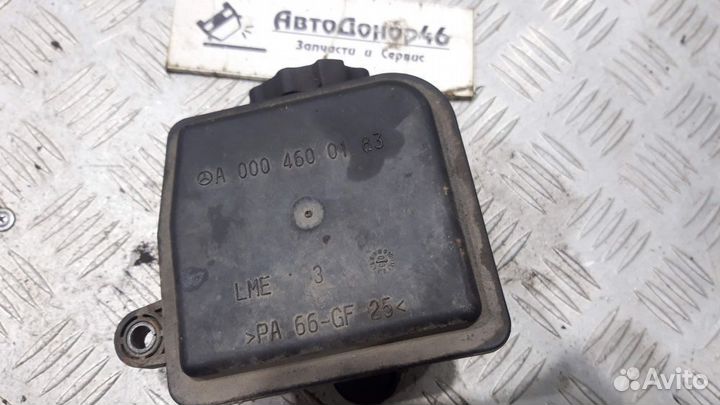 АвтоДонор46
Запчасти и Сервис
A 000 460 01 83
LME 3
>PA 66-GF 25<
Avito